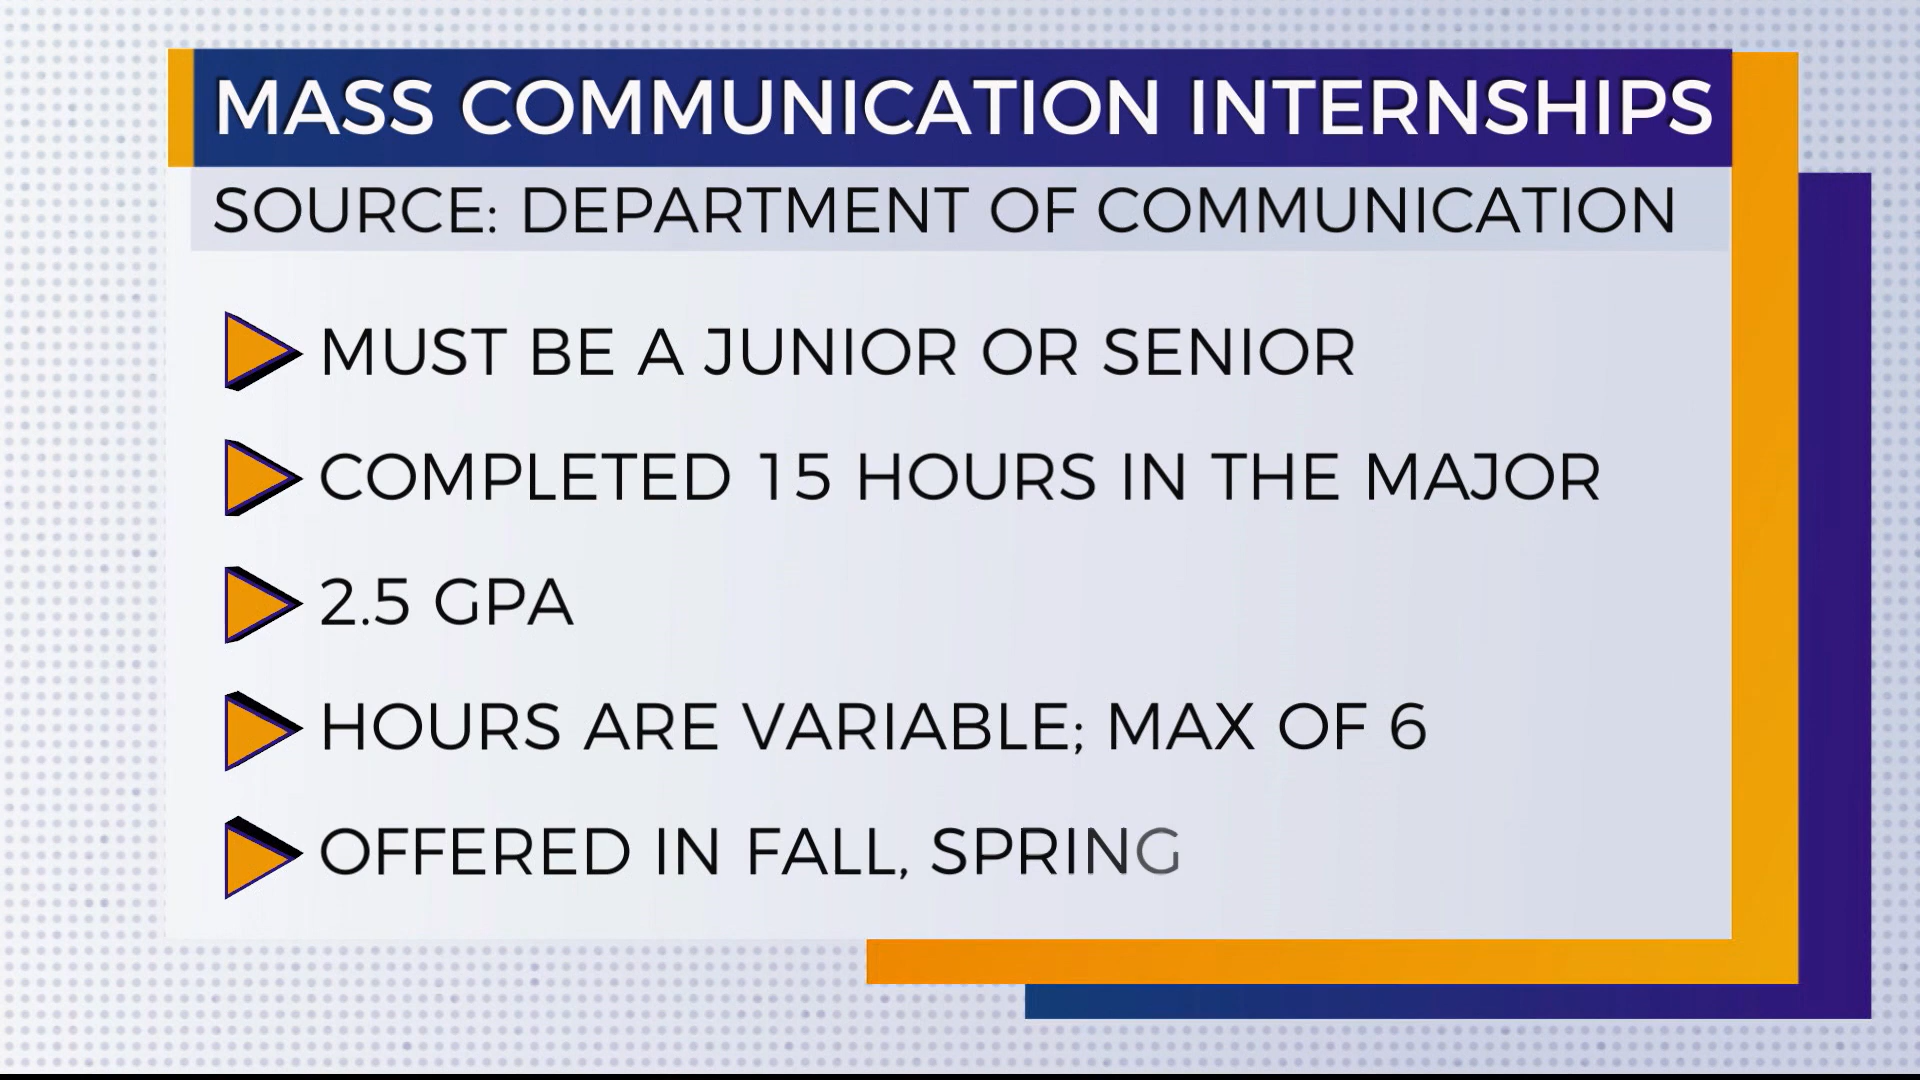 MASS COMMUNICATION INTERNSHIPS
SOURCE: DEPARTMENT OF COMMUNICATION
MUST BE A JUNIOR OR SENIOR
COMPLETED 15 HOURS IN THE MAJOR
2.5 GPA
HOURS ARE VARIABLE; MAX OF 6
OFFERED IN FALL, SPRING